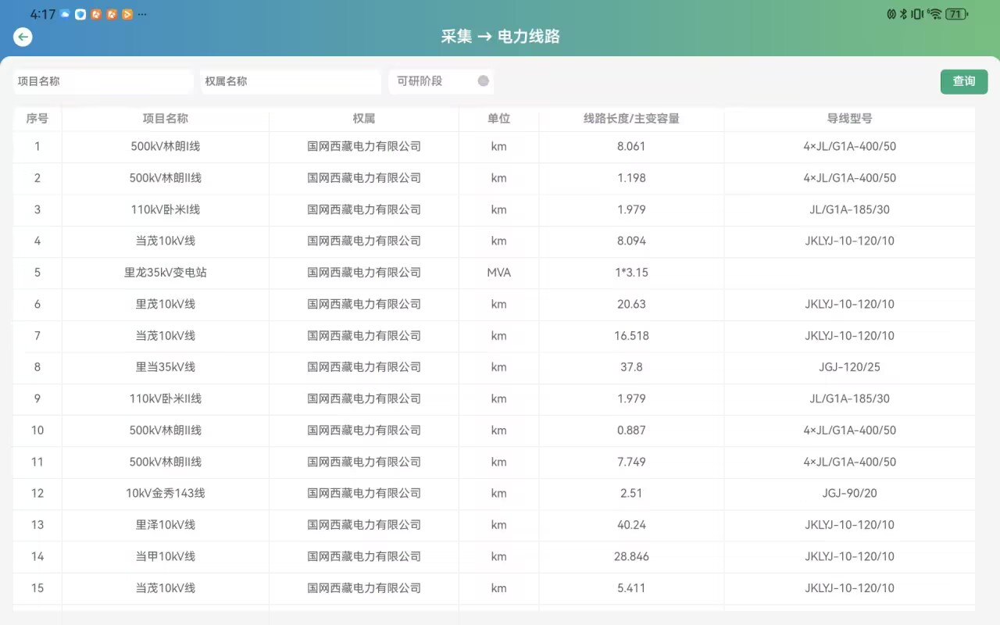 4:17 ··· 71
采集 → 电力线路
项目名称 权属名称 可研阶段 查询
序号 项目名称 权属 单位 线路长度/主变容量 导线型号
1 500kV林朗I线 国网西藏电力有限公司 km 8.061 4×JL/G1A-400/50
2 500kV林朗II线 国网西藏电力有限公司 km 1.198 4×JL/G1A-400/50
3 110kV卧米I线 国网西藏电力有限公司 km 1.979 JL/G1A-185/30
4 当茂10kV线 国网西藏电力有限公司 km 8.094 JKLYJ-10-120/10
5 里龙35kV变电站 国网西藏电力有限公司 MVA 1*3.15
6 里茂10kV线 国网西藏电力有限公司 km 20.63 JKLYJ-10-120/10
7 当茂10kV线 国网西藏电力有限公司 km 16.518 JKLYJ-10-120/10
8 里当35kV线 国网西藏电力有限公司 km 37.8 JGJ-120/25
9 110kV卧米II线 国网西藏电力有限公司 km 1.979 JL/G1A-185/30
10 500kV林朗II线 国网西藏电力有限公司 km 0.887 4×JL/G1A-400/50
11 500kV林朗II线 国网西藏电力有限公司 km 7.749 4×JL/G1A-400/50
12 10kV金秀143线 国网西藏电力有限公司 km 2.51 JGJ-90/20
13 里泽10kV线 国网西藏电力有限公司 km 40.24 JKLYJ-10-120/10
14 当甲10kV线 国网西藏电力有限公司 km 28.846 JKLYJ-10-120/10
15 当茂10kV线 国网西藏电力有限公司 km 5.411 JKLYJ-10-120/10